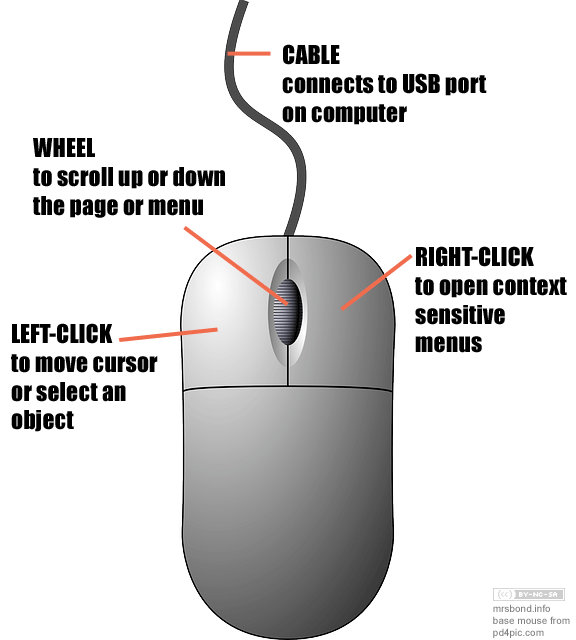 CABLE
connects to USB port
on computer
WHEEL
to scroll up or down
the page or menu
RIGHT-CLICK
to open context
sensitive
menus
LEFT-CLICK
to move cursor
or select an
object
cc BY-NC-SA
mrsbond.info
base mouse from
pd4pic.com